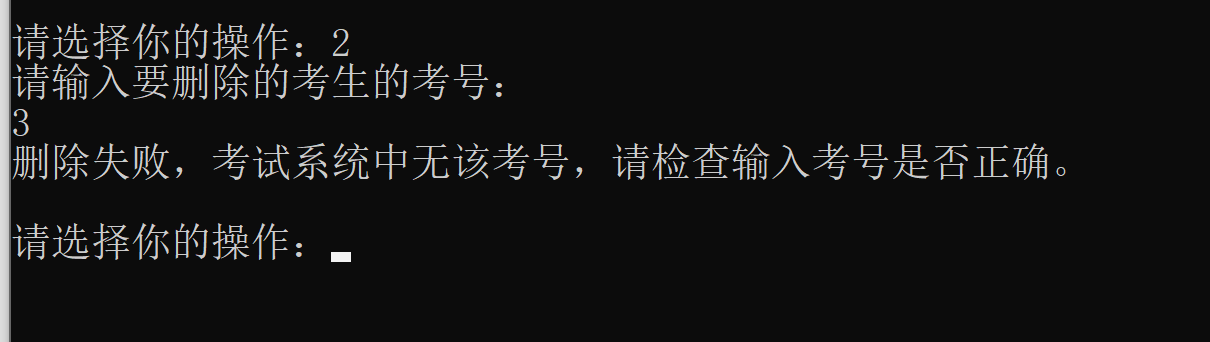 请选择你的操作：2
请输入要删除的考生的考号：
3
删除失败，考试系统中无该考号，请检查输入考号是否正确。
请选择你的操作：